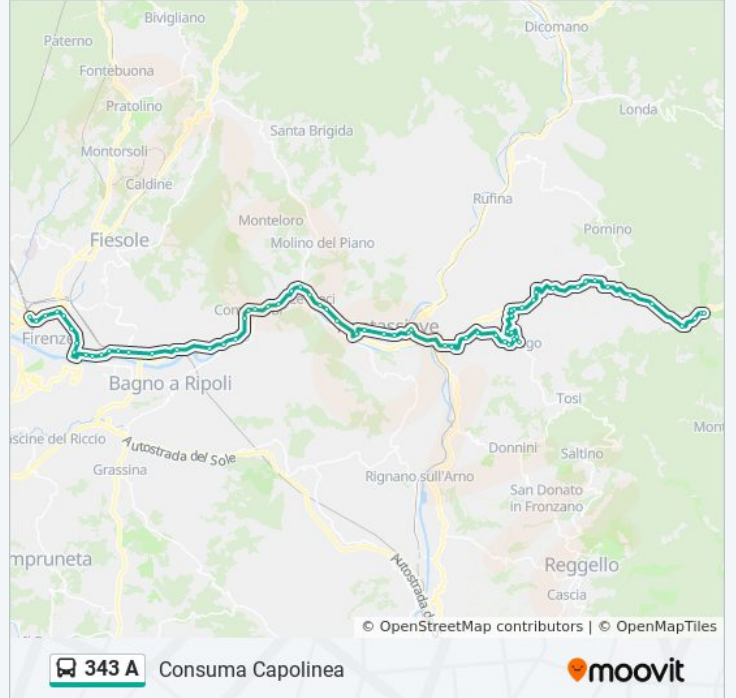 Bivigliano
Dicomano
Paterno
Fontebuona
Pratolino
Londa
Santa Brigida
Montorsoli
Caldine
Rufina
Monteloro
Pomino
Fiesole
Molino del Piano
Firenze
Bagno a Ripoli
Tosi
Autostrada del Sole
Donnini
Saltino
Grassina
Rignano sull'Arno
San Donato
in Fronzano
mpruneta
Reggello
Autostrada d
Cascia
© OpenStreetMap contributors | © OpenMapTiles
343 A Consuma Capolinea moovit